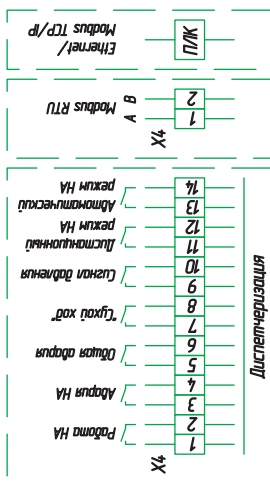 Ethernet/
Modbus TCP/IP
ПЛК
Modbus RTU
A B
X4
1
2
Автоматический
режим НА
Дистанционный
режим НА
Сигнал давления
"Сухой ход"
Общая авария
Авария НА
Работа НА
X4
14
13
12
11
10
9
8
7
6
5
4
3
2
1
Диспетчеризация